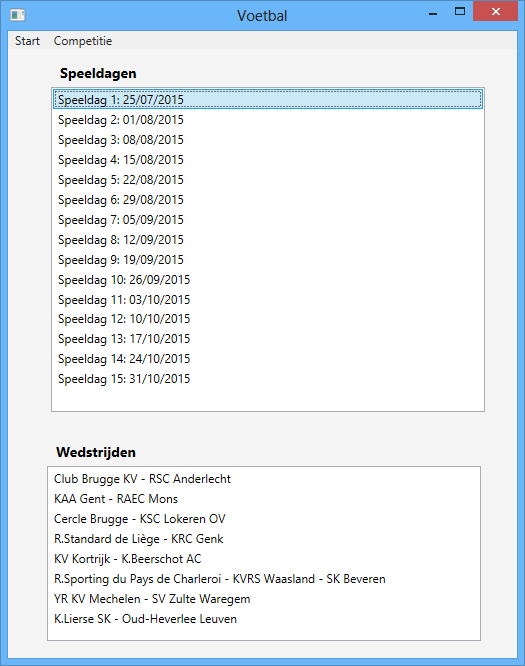 Voetbal
Start Competitie
Speeldagen
Speeldag 1: 25/07/2015
Speeldag 2: 01/08/2015
Speeldag 3: 08/08/2015
Speeldag 4: 15/08/2015
Speeldag 5: 22/08/2015
Speeldag 6: 29/08/2015
Speeldag 7: 05/09/2015
Speeldag 8: 12/09/2015
Speeldag 9: 19/09/2015
Speeldag 10: 26/09/2015
Speeldag 11: 03/10/2015
Speeldag 12: 10/10/2015
Speeldag 13: 17/10/2015
Speeldag 14: 24/10/2015
Speeldag 15: 31/10/2015
Wedstrijden
Club Brugge KV - RSC Anderlecht
KAA Gent - RAEC Mons
Cercle Brugge - KSC Lokeren OV
R.Standard de Liège - KRC Genk
KV Kortrijk - K.Beerschot AC
R.Sporting du Pays de Charleroi - KVRS Waasland - SK Beveren
YR KV Mechelen - SV Zulte Waregem
K.Lierse SK - Oud-Heverlee Leuven